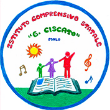 ISTITUTO COMPRENSIVO STATALE
"G. CISCATO"
MALO